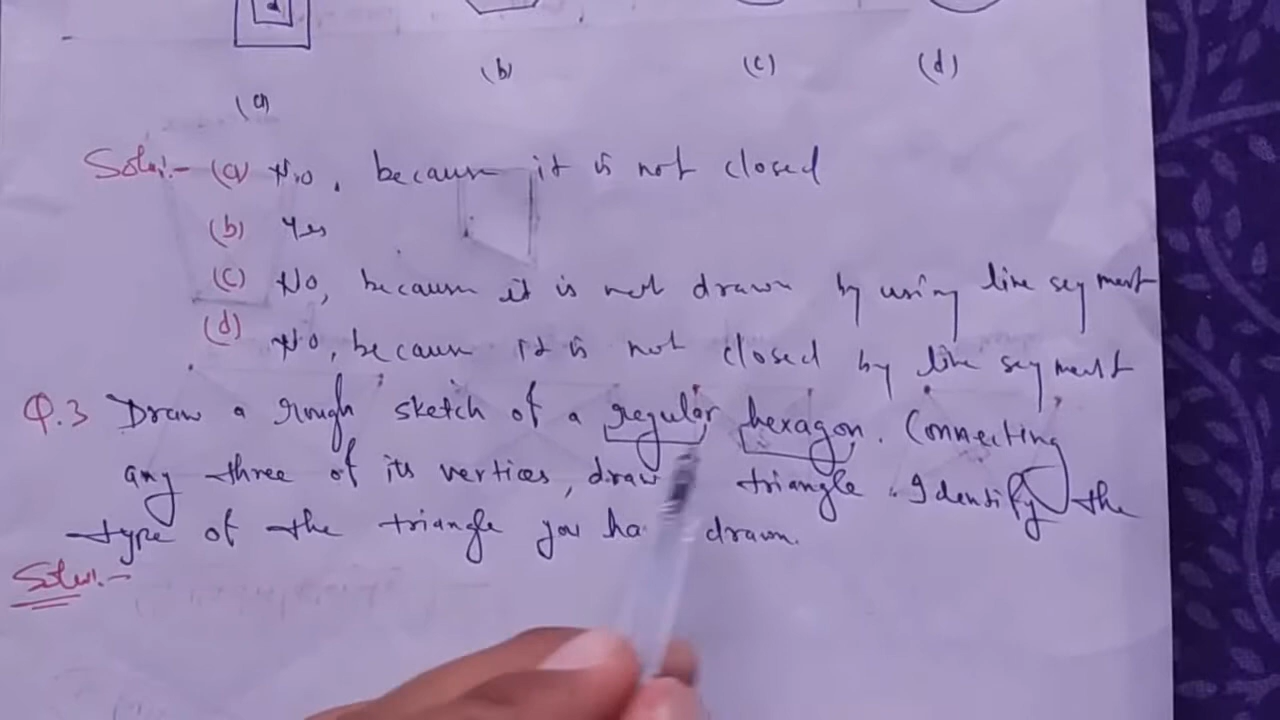 (b) (c) (d)
(a)
Soln:- (a) No, because it is not closed
(b) Yes
(c) No, because it is not drawn by using line segment
(d) No, because it is not closed by line segment
Q.3 Draw a rough sketch of a regular hexagon. Connecting
any three of its vertices, draw triangle. Identify the
type of the triangle you ha drawn.
Soln:-